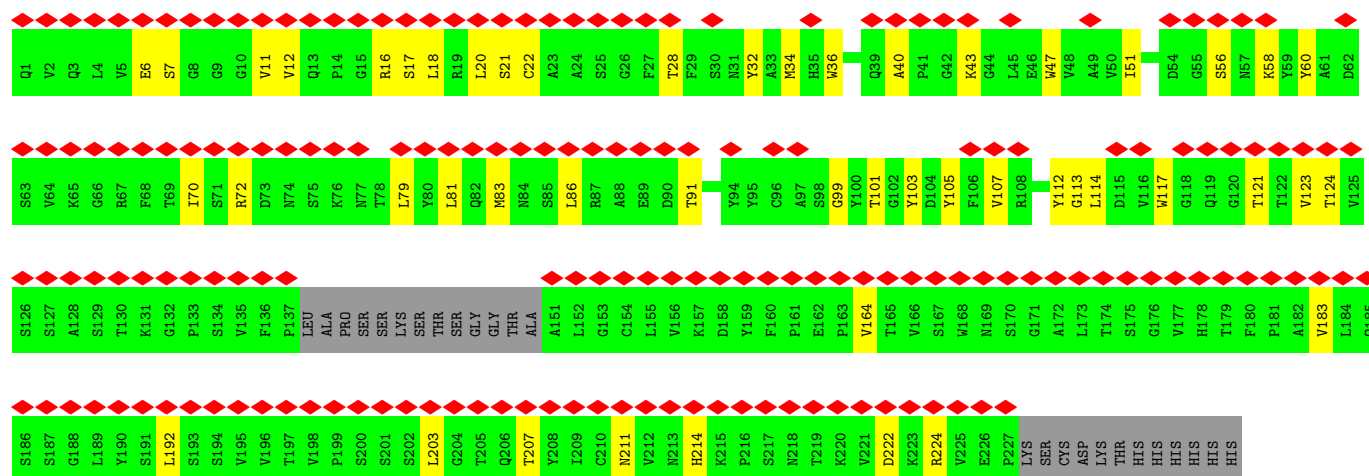 Q1 V2 Q3 L4 V5 E6 S7 G8 G9 G10 V11 V12 Q13 P14 G15 R16 S17 L18 R19 L20 S21 C22 A23 A24 S25 G26 F27 T28 F29 S30 N31 Y32 A33 M34 H35 W36 Q39 A40 P41 G42 K43 G44 L45 E46 W47 V48 A49 V50 I51 D54 G55 S56 N57 K58 Y59 Y60 A61 D62
S63 V64 K65 G66 R67 F68 T69 I70 S71 R72 D73 N74 S75 K76 N77 T78 L79 Y80 L81 Q82 M83 N84 S85 L86 R87 A88 E89 D90 T91 Y94 Y95 C96 A97 S98 G99 Y100 T101 G102 Y103 D104 Y105 F106 V107 R108 Y112 G113 L114 D115 V116 W117 G118 Q119 G120 T121 T122 V123 T124 V125
S126 S127 A128 S129 T130 K131 G132 P133 S134 V135 F136 P137 LEU ALA PRO SER SER LYS SER THR SER GLY GLY THR ALA A151 L152 G153 C154 L155 V156 K157 D158 Y159 F160 P161 E162 P163 V164 T165 V166 S167 W168 N169 S170 G171 A172 L173 T174 S175 G176 V177 H178 T179 F180 P181 A182 V183 L184
S186 S187 G188 L189 Y190 S191 L192 S193 S194 V195 V196 T197 V198 P199 S200 S201 S202 L203 G204 T205 Q206 T207 Y208 I209 C210 N211 V212 N213 H214 K215 P216 S217 N218 T219 K220 V221 D222 K223 R224 V225 E226 P227 LYS SER CYS ASP LYS THR HIS HIS HIS HIS HIS HIS